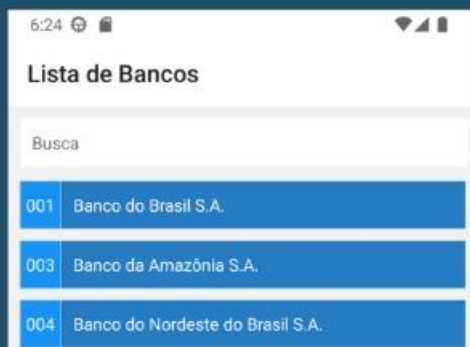 6:24
Lista de Bancos
Busca
001 Banco do Brasil S.A.
003 Banco da Amazônia S.A.
004 Banco do Nordeste do Brasil S.A.